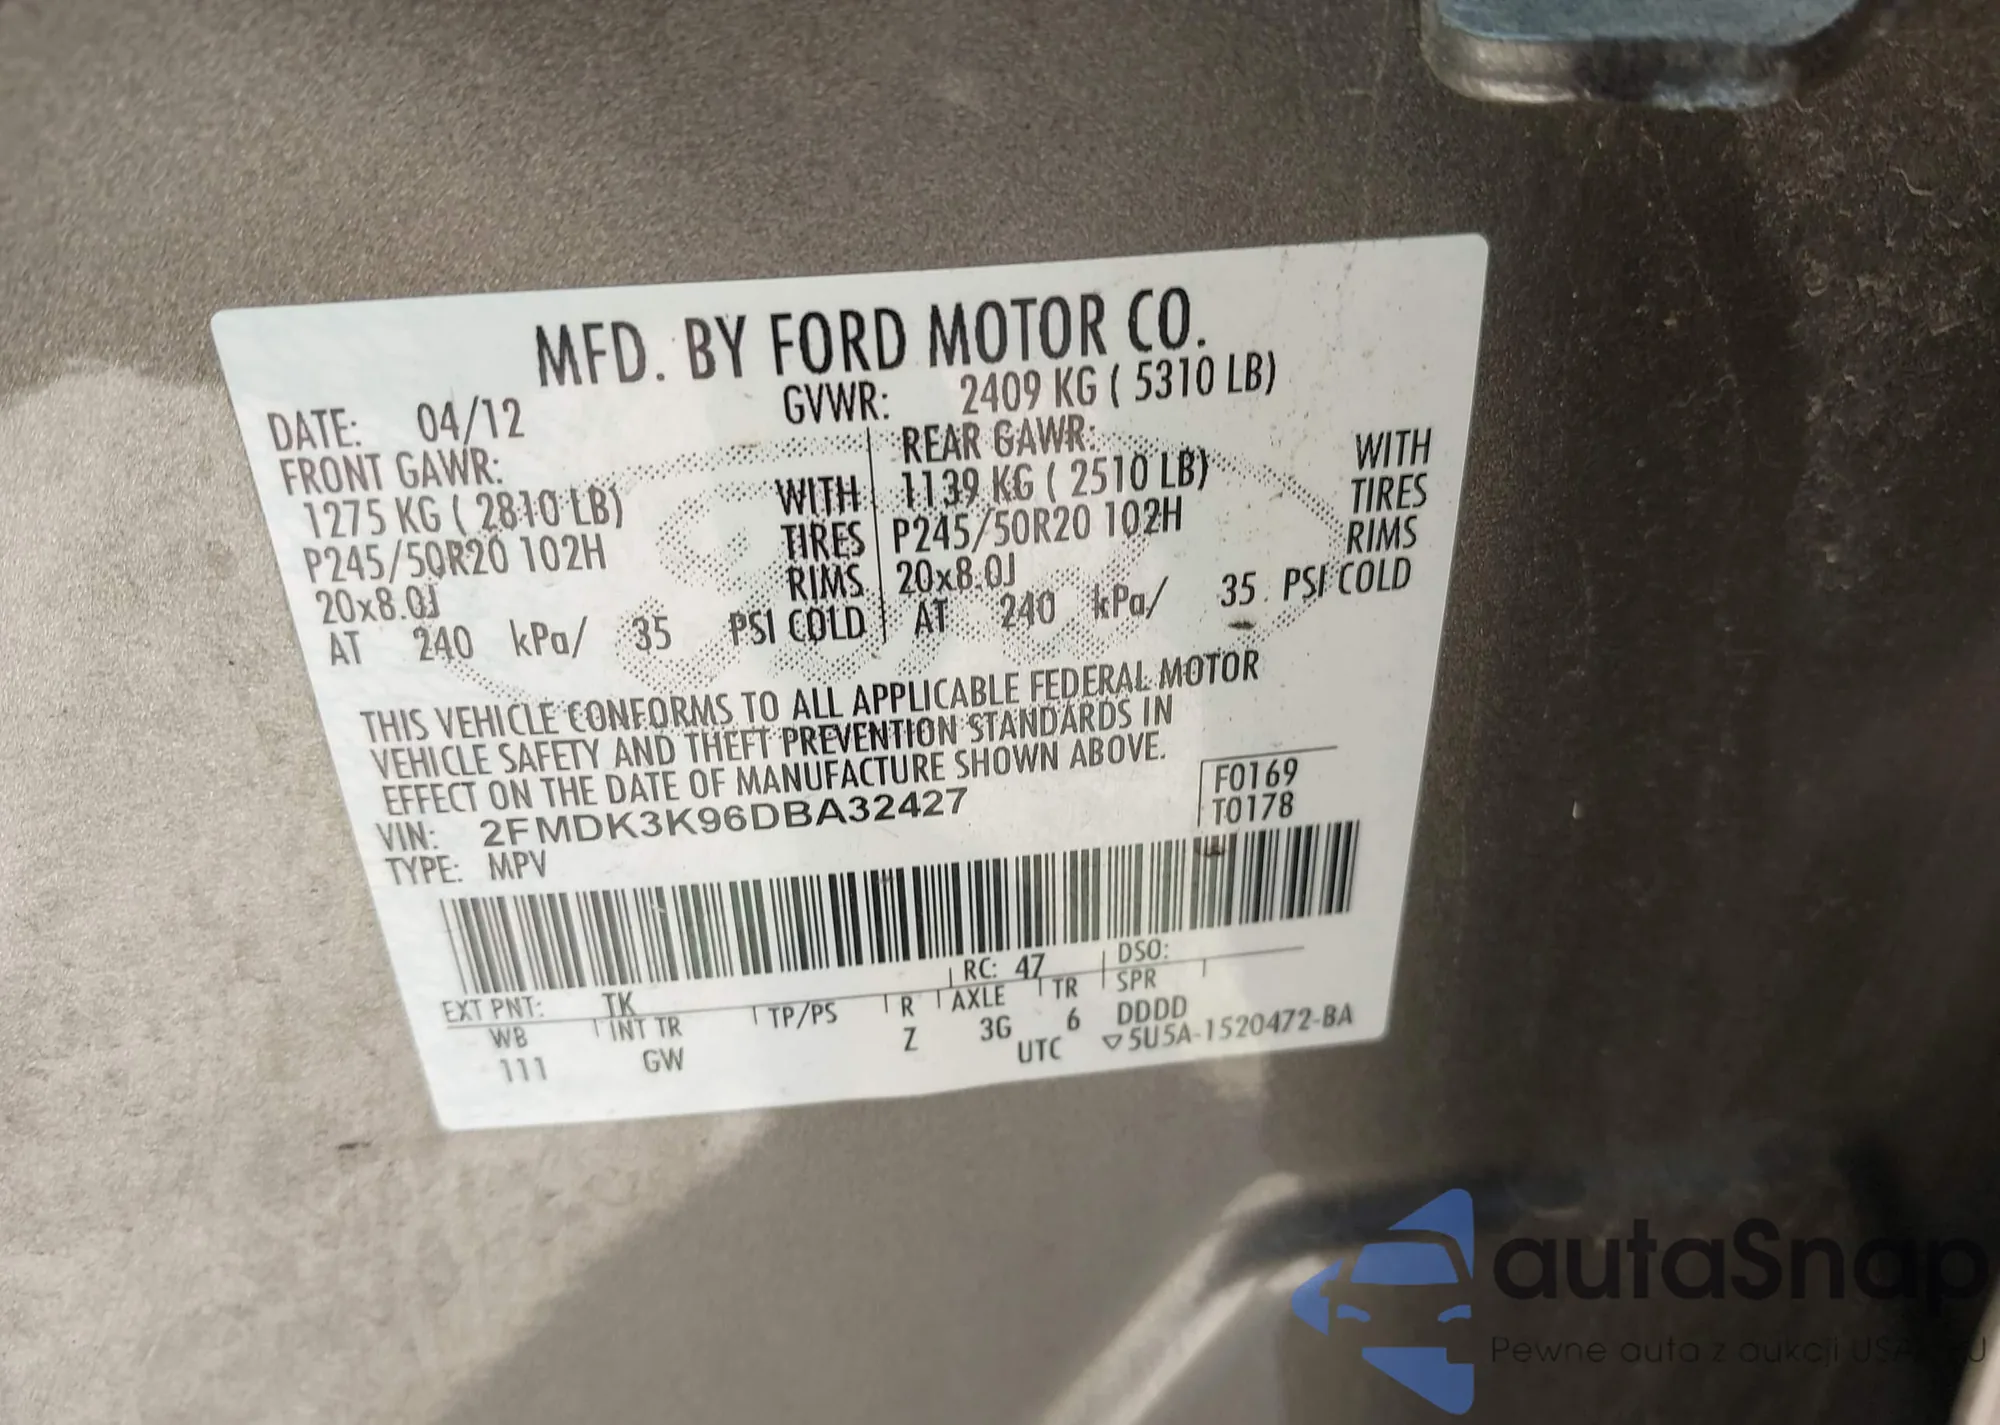 MFD. BY FORD MOTOR CO.
DATE: 04/12 GVWR: 2409 KG ( 5310 LB)
FRONT GAWR: REAR GAWR:
1275 KG ( 2810 LB) WITH 1139 KG ( 2510 LB) WITH
P245/50R20 102H TIRES P245/50R20 102H TIRES
20x8.0J RIMS 20x8.0J RIMS
AT 240 kPa/ 35 PSI COLD AT 240 kPa/ 35 PSI COLD
THIS VEHICLE CONFORMS TO ALL APPLICABLE FEDERAL MOTOR
VEHICLE SAFETY AND THEFT PREVENTION STANDARDS IN
EFFECT ON THE DATE OF MANUFACTURE SHOWN ABOVE.
VIN: 2FMDK3K96DBA32427 F0169
TYPE: MPV T0178
EXT PNT: TK RC: 47 DSO:
WB INT TR TP/PS R AXLE TR SPR
111 GW Z 3G 6 DDDD
UTC ▽5U5A-1520472-BA
autaSnap
Pewne auta z aukcji